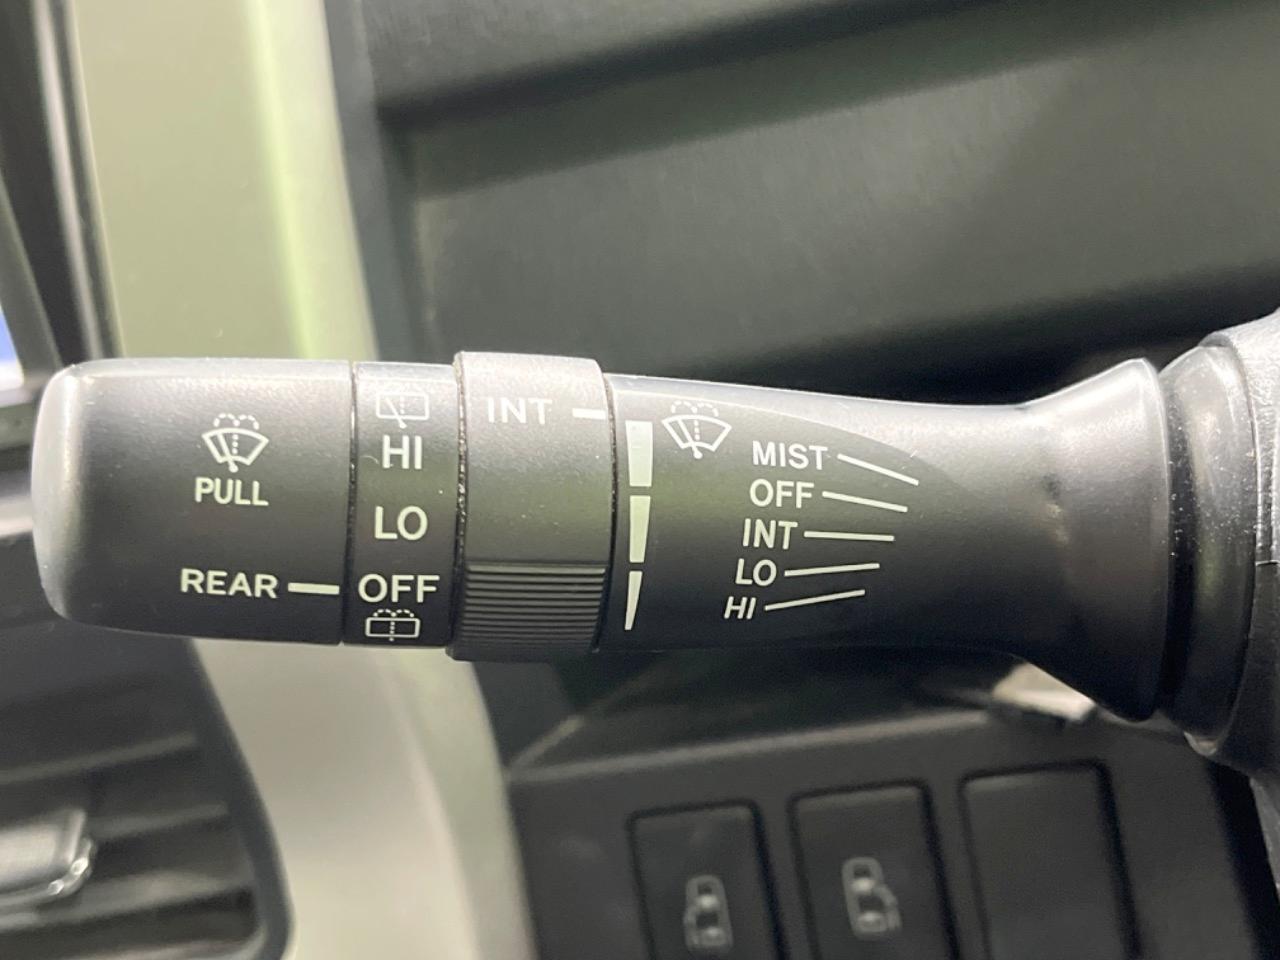 PULL
REAR
HI
LO
OFF
INT
MIST
OFF
INT
LO
HI